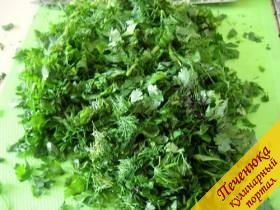 Печенюка
кулинарный
портал